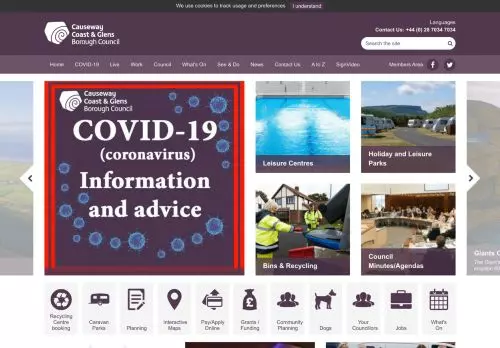 We use cookies to track usage and preferences I understand
Causeway
Coast & Glens
Borough Council
Languages
Contact Us: +44 (0) 28 7034 7034
Search the site
Home COVID-19 Live Work Council What's On See & Do News Contact Us A to Z SignVideo Members Area
Causeway
Coast & Glens
Borough Council
COVID-19
(coronavirus)
Information
and advice
Leisure Centres
Holiday and Leisure
Parks
Bins & Recycling
Council
Minutes/Agendas
Giants C
Recycling
Centre
booking
Caravan
Parks
Planning
Interactive
Maps
Pay/Apply
Online
Grants /
Funding
Community
Planning
Dogs
Your
Councillors
Jobs
What's
On